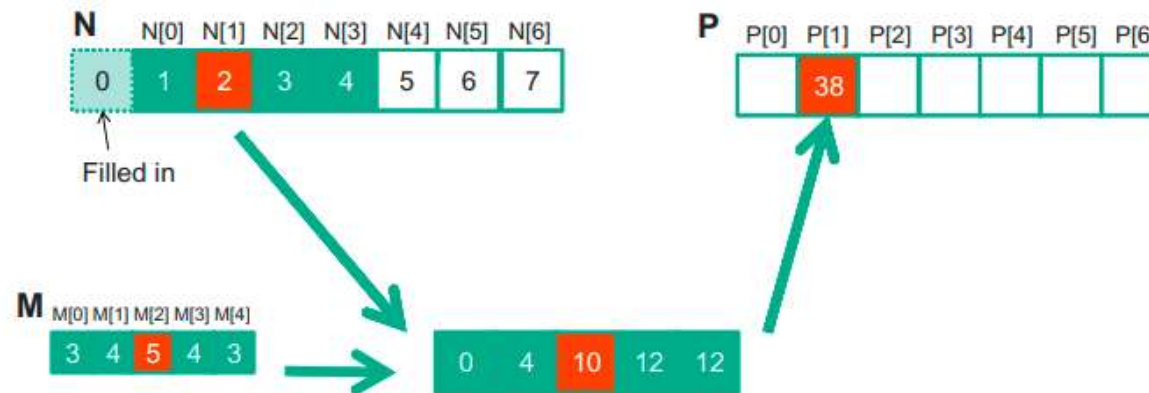 N N[0] N[1] N[2] N[3] N[4] N[5] N[6]
0 1 2 3 4 5 6 7
Filled in
P P[0] P[1] P[2] P[3] P[4] P[5] P[6
38
M M[0] M[1] M[2] M[3] M[4]
3 4 5 4 3
0 4 10 12 12